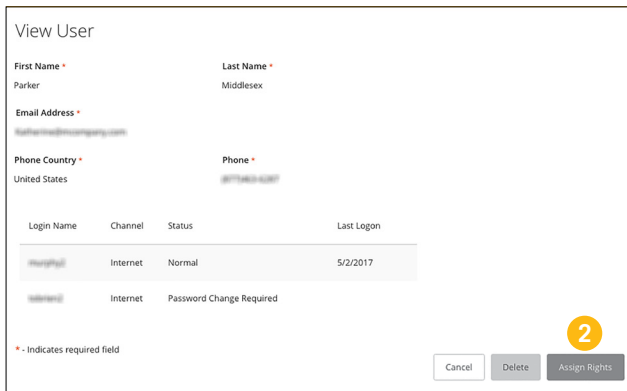 View User
First Name * Last Name *
Parker Middlesex
Email Address *
Phone Country * Phone *
United States
Login Name Channel Status Last Logon
Internet Normal 5/2/2017
Internet Password Change Required
2
* - Indicates required field
Cancel Delete Assign Rights